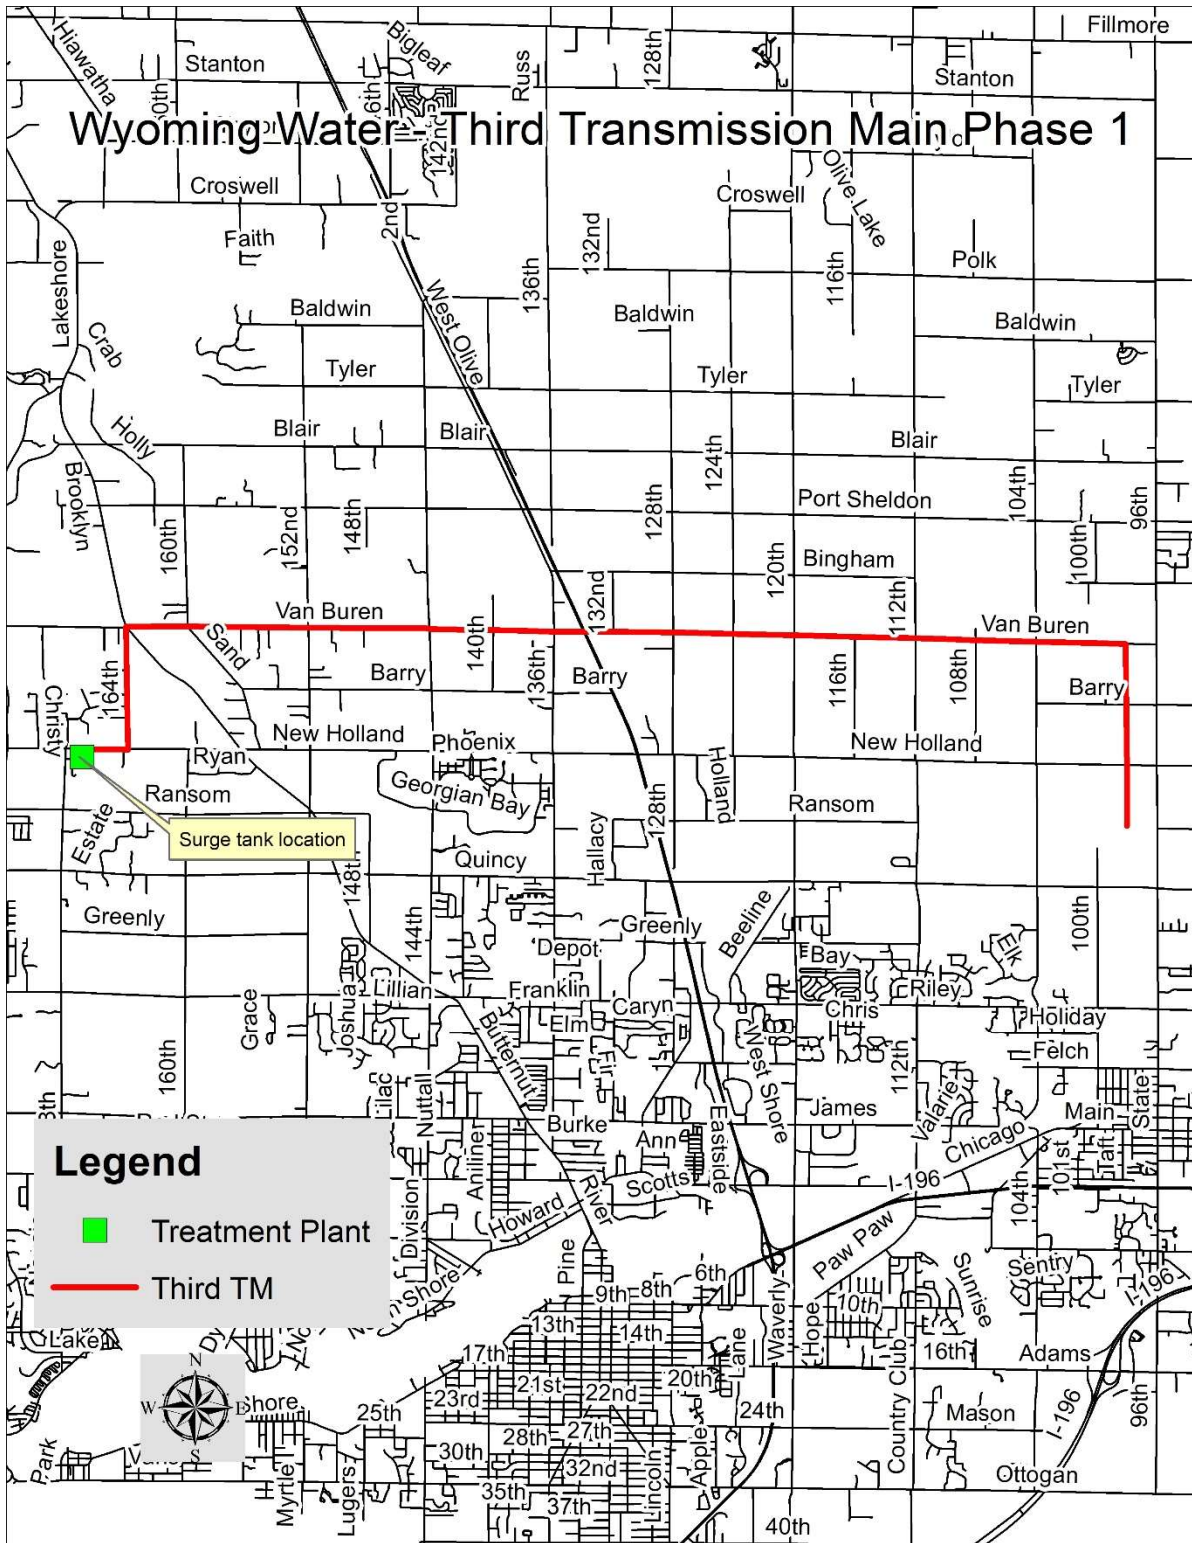 Fillmore
Hiawatha
Stanton
Bigleaf
Russ
128th
Stanton
Wyoming Water - Third Transmission Main Phase 1
142nd
Croswell
2nd
Croswell
Olive Lake
Lakeshore
Faith
132nd
Polk
136th
116th
West Olive
Baldwin
Baldwin
Baldwin
Crab
Tyler
Tyler
Tyler
Holly
Blair
Blair
Blair
Brooklyn
124th
104th
96th
Port Sheldon
160th
152nd
148th
128th
120th
Bingham
100th
132nd
112th
Van Buren
Van Buren
Sand
140th
164th
Barry
136th
Barry
116th
108th
Barry
Christy
New Holland
Phoenix
New Holland
Ryan
Georgian Bay
Holland
Ransom
Ransom
128th
Estate
Surge tank location
Quincy
Hallacy
148th
Greenly
144th
Greenly
Beeline
100th
Depot
Bay
Elk
Joshua
Lillian
Franklin
Riley
Grace
Elm
Caryn
Chris
Holiday
Butternut
Fir
West Shore
Felch
160th
112th
Lilac
Nuttall
James
Valarie
Main
State
Burke
Ann
Eastside
Chicago
Legend
Aniline
Scotts
I-196
101st
Taft
104th
River
Howard
Treatment Plant
Division
Paw Paw
Pine
6th
Sentry
Third TM
Shore
9th
8th
Waverly
Hope
10th
Sunrise
I-196
13th
14th
Lake
17th
Lane
16th
Adams
N
21st
20th
Country Club
23rd
22nd
96th
W
E
Shore
25th
24th
Mason
I-196
S
28th
27th
Apple
Park
30th
32nd
Ottogan
Myrtle
Lugers
35th
Lincoln
37th
40th